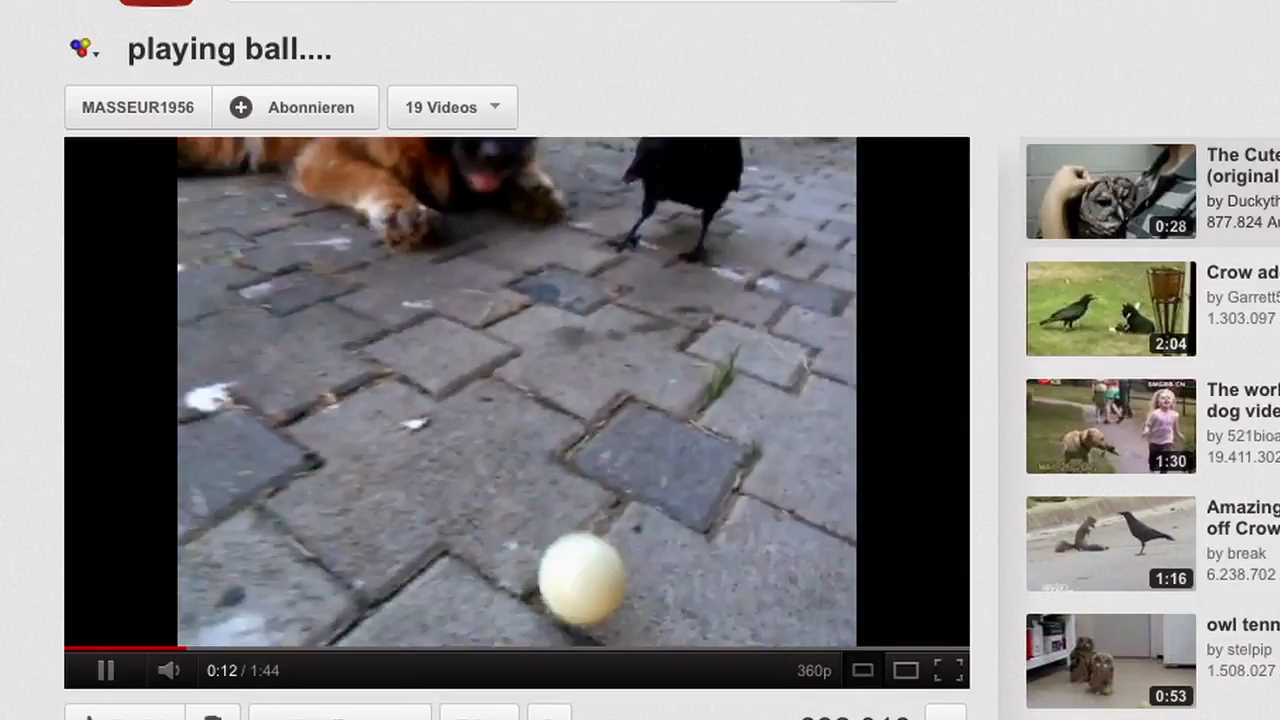 playing ball....
MASSEUR1956
Abonnieren
19 Videos
0:12 / 1:44
360p
The Cute
(original
by Duckyth
877.824
0:28
Crow ad
by Garrett5
1.303.097
2:04
The worl
dog vide
by 521bioa
19.411.302
1:30
Amazing
off Crow
by break
6.238.702
1:16
owl tenn
by stelpip
1.508.027
0:53